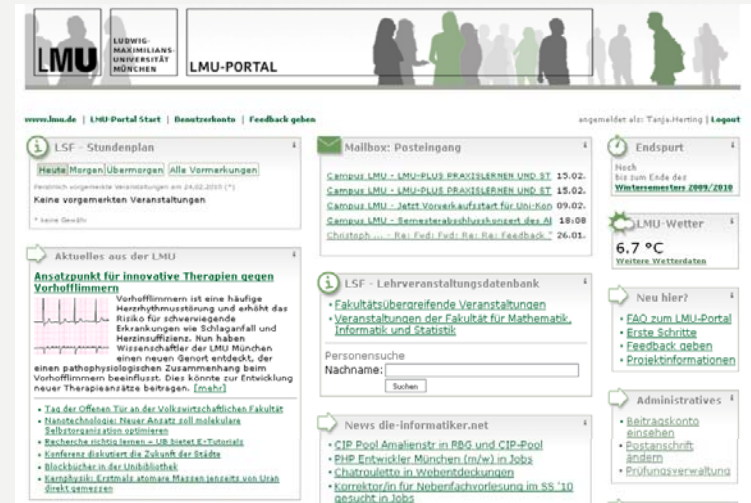 LMU
LUDWIG-
MAXIMILIANS-
UNIVERSITÄT
MÜNCHEN
LMU-PORTAL
www.lmu.de | LMU-Portal Start | Benutzerkonto | Feedback geben
angemeldet als: Tanja.Herting | Logout
LSF - Stundenplan
Heute Morgen Übermorgen Alle Vormerkungen
Persönlich vorgemerkte Veranstaltungen am 24.02.2010 (*)
Keine vorgemerkten Veranstaltungen
* keine Gewähr
Aktuelles aus der LMU
Ansatzpunkt für innovative Therapien gegen
Vorhofflimmern
Vorhofflimmern ist eine häufige
Herzrhythmusstörung und erhöht das
Risiko für schwerwiegende
Erkrankungen wie Schlaganfall und
Herzinsuffizienz. Nun haben
Wissenschaftler der LMU München
einen neuen Genort entdeckt, der
einen pathophysiologischen Zusammenhang beim
Vorhofflimmern beeinflusst. Dies könnte zur Entwicklung
neuer Therapieansätze beitragen. [mehr]
• Tag der Offenen Tür an der Volkswirtschaftlichen Fakultät
• Nanotechnologie: Neuer Ansatz soll molekulare
Selbstorganisation optimieren
• Recherche richtig lernen - UB bietet E-Tutorials
• Konferenz diskutiert die Zukunft der Städte
• Blockbücher in der Unibibliothek
• Kernphysik: Erstmals atomare Massen jenseits von Uran
direkt gemessen
Mailbox: Posteingang
Campus LMU - LMU-PLUS PRAXISLERNEN UND ST 15.02.
Campus LMU - LMU-PLUS PRAXISLERNEN UND ST 15.02.
Campus LMU - Jetzt Vorverkaufsstart für Uni-Kon 09.02.
Campus LMU - Semesterabschlusskonzert des Al 18:08
Christoph ... - Re: Fwd: Fwd: Re: Re: Feedback " 26.01.
LSF - Lehrveranstaltungsdatenbank
• Fakultätsübergreifende Veranstaltungen
• Veranstaltungen der Fakultät für Mathematik,
Informatik und Statistik
Personensuche
Nachname:
Suchen
News die-informatiker.net
• CIP Pool Amalienstr in RBG und CIP-Pool
• PHP Entwickler München (m/w) in Jobs
• Chatroulette in Webentdeckungen
• Korrektor/in für Nebenfachvorlesung im SS '10
gesucht in Jobs
Endspurt
Noch
bis zum Ende des
Wintersemesters 2009/2010
LMU-Wetter
6.7 °C
Weitere Wetterdaten
Neu hier?
• FAQ zum LMU-Portal
• Erste Schritte
• Feedback geben
• Projektinformationen
Administratives
• Beitragskonto
einsehen
• Postanschrift
ändern
• Prüfungsverwaltung